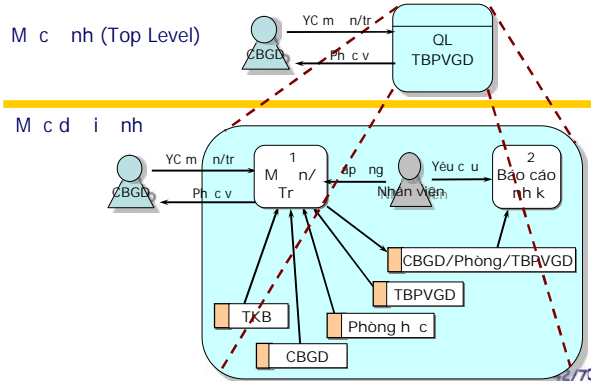 M c nh (Top Level)
CBGD
YC m n/tr
Ph c v
QL
TBPVGD
M c d i nh
CBGD
YC m n/tr
Ph c v
1
M n/
Tr
áp ng
Nhân viên
Yêu c u
2
Báo cáo
nh k
CBGD/Phòng/TBPVGD
TBPVGD
TKB
Phòng h c
CBGD